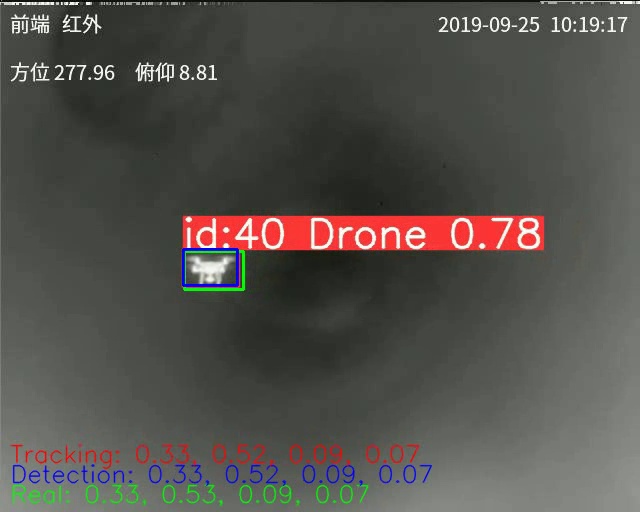 前端 红外
2019-09-25 10:19:17
方位 277.96 俯仰 8.81
id:40 Drone 0.78
Tracking: 0.33, 0.52, 0.09, 0.07
Detection: 0.33, 0.52, 0.09, 0.07
Real: 0.33, 0.53, 0.09, 0.07